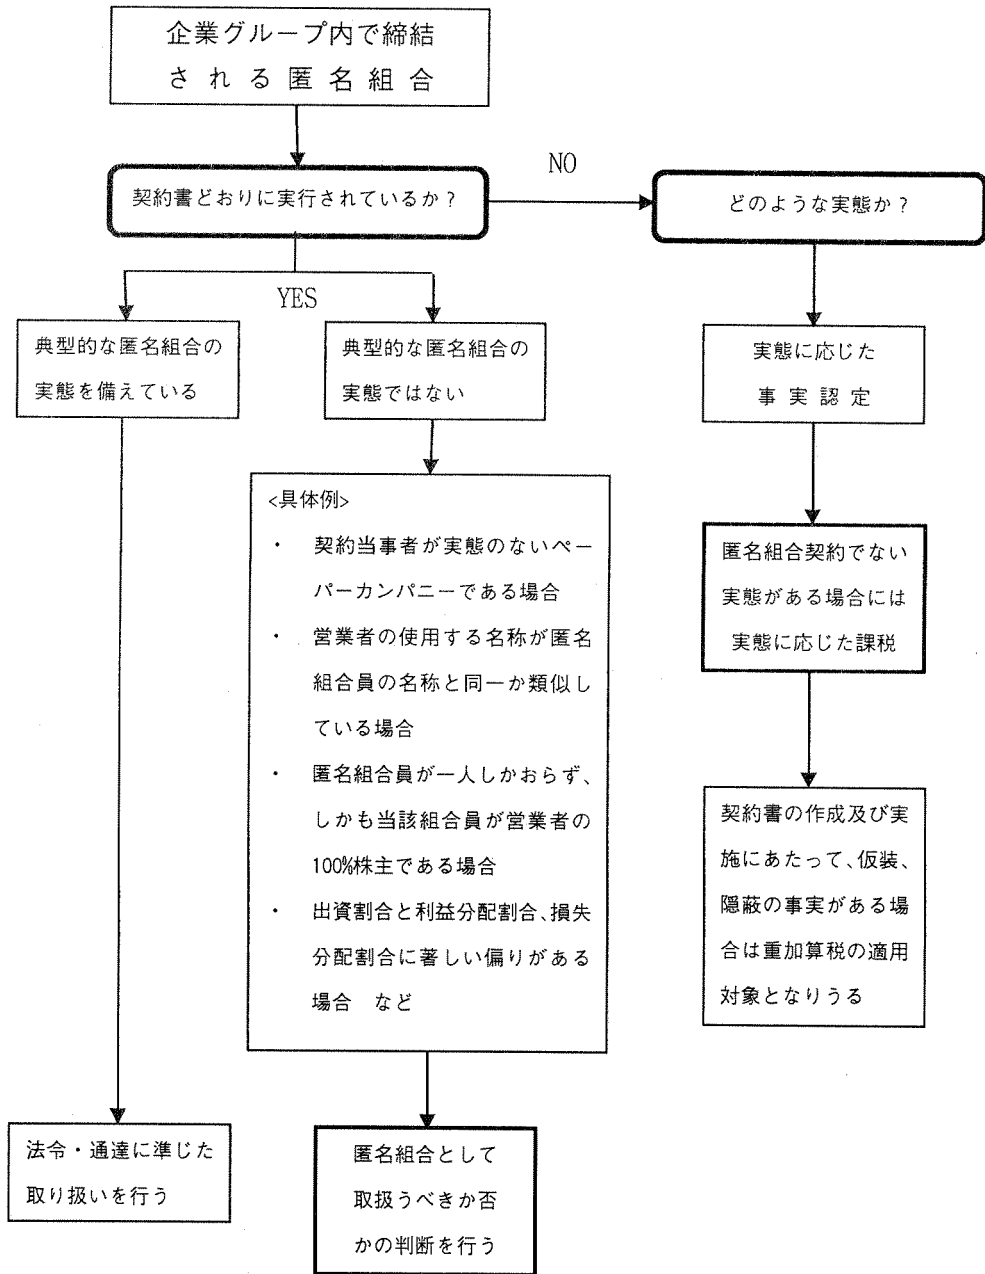 企業グループ内で締結
される匿名組合
契約書どおりに実行されているか？
NO
どのような実態か？
YES
典型的な匿名組合の
実態を備えている
典型的な匿名組合の
実態ではない
実態に応じた
事実認定
<具体例>
・ 契約当事者が実態のないペー
パーカンパニーである場合
・ 営業者の使用する名称が匿名
組合員の名称と同一か類似し
ている場合
・ 匿名組合員が一人しかおらず、
しかも当該組合員が営業者の
100%株主である場合
・ 出資割合と利益分配割合、損失
分配割合に著しい偏りがある
場合 など
匿名組合契約でない
実態がある場合には
実態に応じた課税
契約書の作成及び実
施にあたって、仮装、
隠蔽の事実がある場
合は重加算税の適用
対象となりうる
法令・通達に準じた
取り扱いを行う
匿名組合として
取扱うべきか否
かの判断を行う